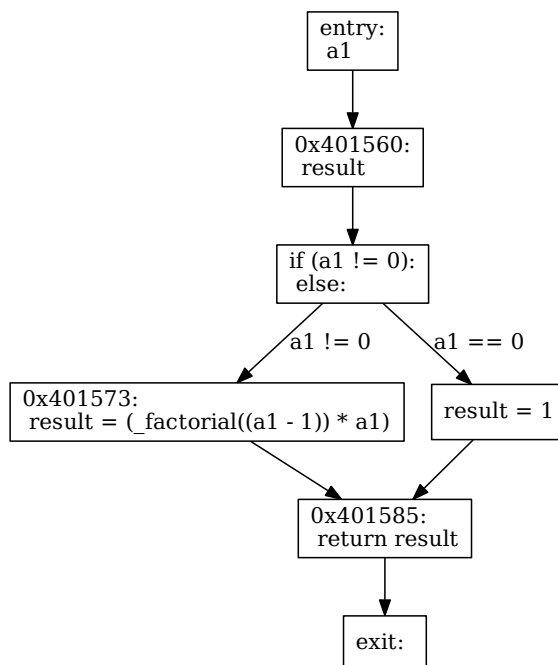 entry:
a1
0x401560:
result
if (a1 != 0):
else:
a1 != 0
a1 == 0
0x401573:
result = (_factorial((a1 - 1)) * a1)
result = 1
0x401585:
return result
exit: